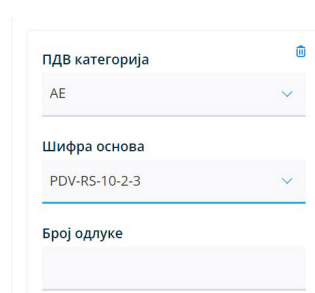 ПДВ категорија
AE
Шифра основа
PDV-RS-10-2-3
Број одлуке